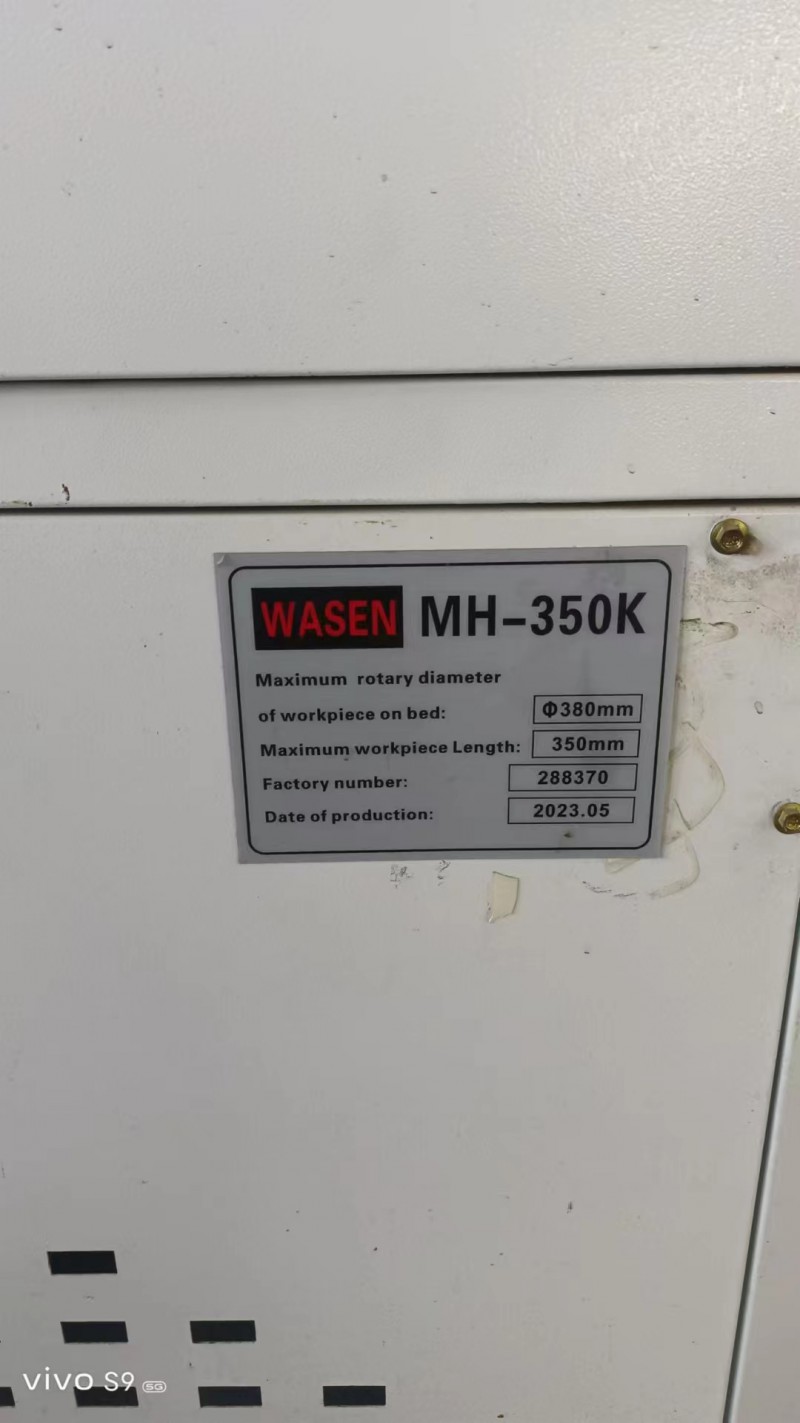 WASEN MH-350K
Maximum rotary diameter
of workpiece on bed: Φ380mm
Maximum workpiece Length: 350mm
Factory number: 288370
Date of production: 2023.05
vivo S9 5G